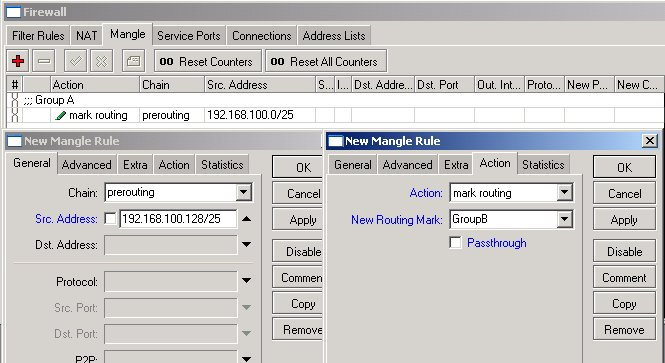 Firewall
Filter Rules NAT Mangle Service Ports Connections Address Lists
00 Reset Counters 00 Reset All Counters
# Action Chain Src. Address S... I... Dst. Addre... Dst. Port Out. Int... Proto... New P... New C...
;;; Group A
mark routing prerouting 192.168.100.0/25
New Mangle Rule
General Advanced Extra Action Statistics
Chain: prerouting
Src. Address: 192.168.100.128/25
Dst. Address:
Protocol:
Src. Port:
Dst. Port:
P2P:
OK
Cancel
Apply
Disable
Commen
Copy
Remove
New Mangle Rule
General Advanced Extra Action Statistics
Action: mark routing
New Routing Mark: GroupB
Passthrough
OK
Cancel
Apply
Disable
Comment
Copy
Remove